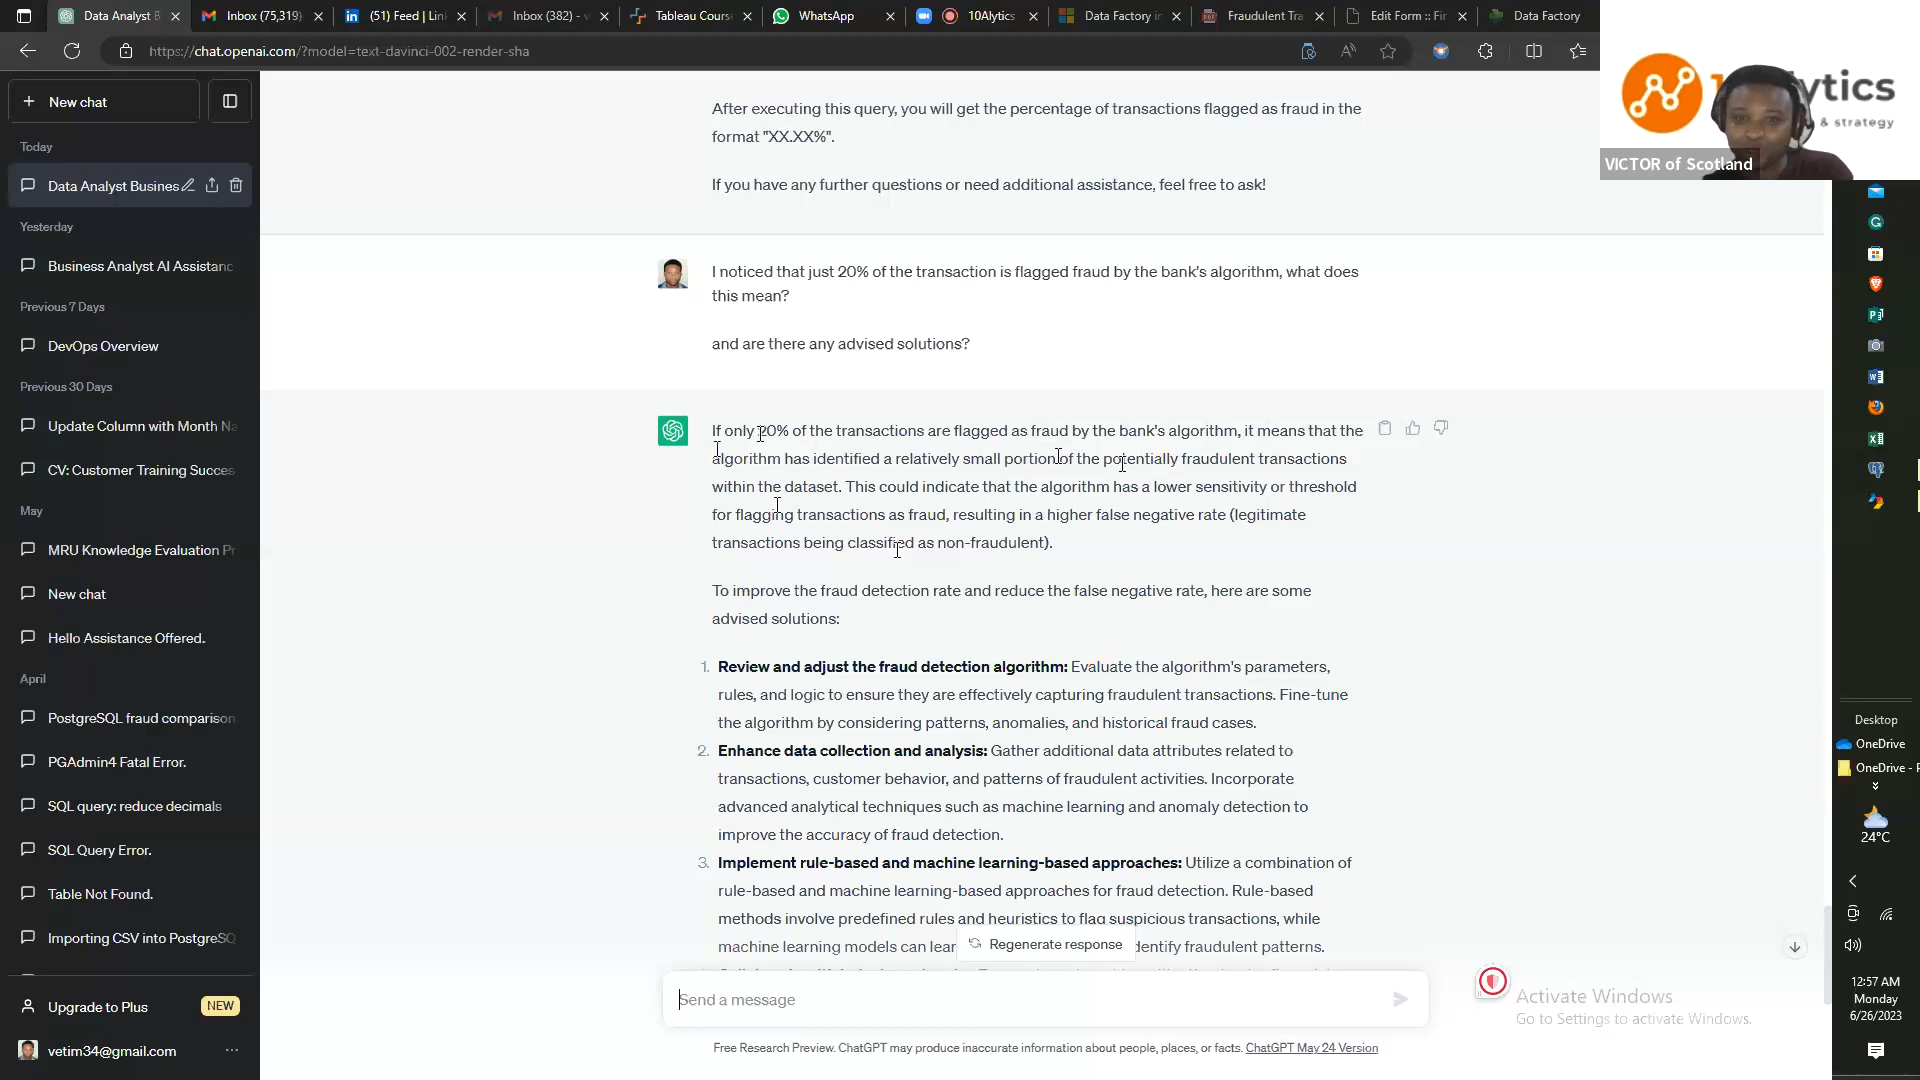 Data Analyst B
Inbox (75,319)
(51) Feed | Lin
Inbox (382) - v
Tableau Course
WhatsApp
10Alytics
Data Factory in
Fraudulent Tra
Edit Form :: Fir
Data Factory
https://chat.openai.com/?model=text-davinci-002-render-sha
lytics
& strategy
VICTOR of Scotland
New chat
Today
Data Analyst Busines
Yesterday
Business Analyst AI Assistanc
Previous 7 Days
DevOps Overview
Previous 30 Days
Update Column with Month Na
CV: Customer Training Succes
May
MRU Knowledge Evaluation Pr
New chat
Hello Assistance Offered.
April
PostgreSQL fraud comparison
PGAdmin4 Fatal Error.
SQL query: reduce decimals
SQL Query Error.
Table Not Found.
Importing CSV into PostgreSQ
Upgrade to Plus
NEW
vetim34@gmail.com
After executing this query, you will get the percentage of transactions flagged as fraud in the
format "XX.XX%".
If you have any further questions or need additional assistance, feel free to ask!
I noticed that just 20% of the transaction is flagged fraud by the bank's algorithm, what does
this mean?
and are there any advised solutions?
If only 20% of the transactions are flagged as fraud by the bank's algorithm, it means that the
algorithm has identified a relatively small portion of the potentially fraudulent transactions
within the dataset. This could indicate that the algorithm has a lower sensitivity or threshold
for flagging transactions as fraud, resulting in a higher false negative rate (legitimate
transactions being classified as non-fraudulent).
To improve the fraud detection rate and reduce the false negative rate, here are some
advised solutions:
1. Review and adjust the fraud detection algorithm: Evaluate the algorithm's parameters,
rules, and logic to ensure they are effectively capturing fraudulent transactions. Fine-tune
the algorithm by considering patterns, anomalies, and historical fraud cases.
2. Enhance data collection and analysis: Gather additional data attributes related to
transactions, customer behavior, and patterns of fraudulent activities. Incorporate
advanced analytical techniques such as machine learning and anomaly detection to
improve the accuracy of fraud detection.
3. Implement rule-based and machine learning-based approaches: Utilize a combination of
rule-based and machine learning-based approaches for fraud detection. Rule-based
methods involve predefined rules and heuristics to flag suspicious transactions, while
machine learning models can lear
dentify fraudulent patterns.
Regenerate response
Send a message
Free Research Preview. ChatGPT may produce inaccurate information about people, places, or facts. ChatGPT May 24 Version
Activate Windows
Go to Settings to activate Windows.
Desktop
OneDrive
OneDrive - P
24°C
12:57 AM
Monday
6/26/2023